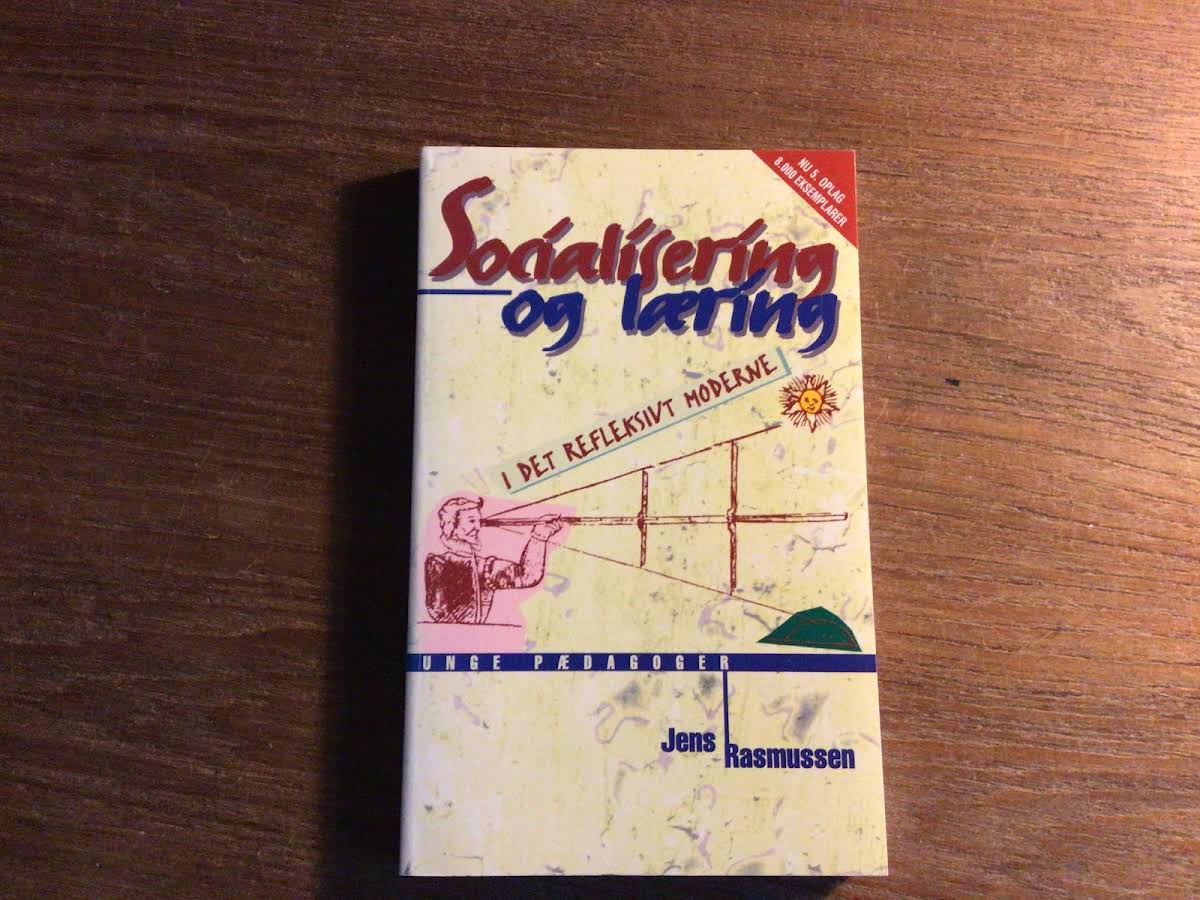 NU 5. OPLAG
8.000 EKSEMPLARER
Socialisering
og læring
I DET REFLEKSIVT MODERNE
UNGE PÆDAGOGER
Jens
Rasmussen